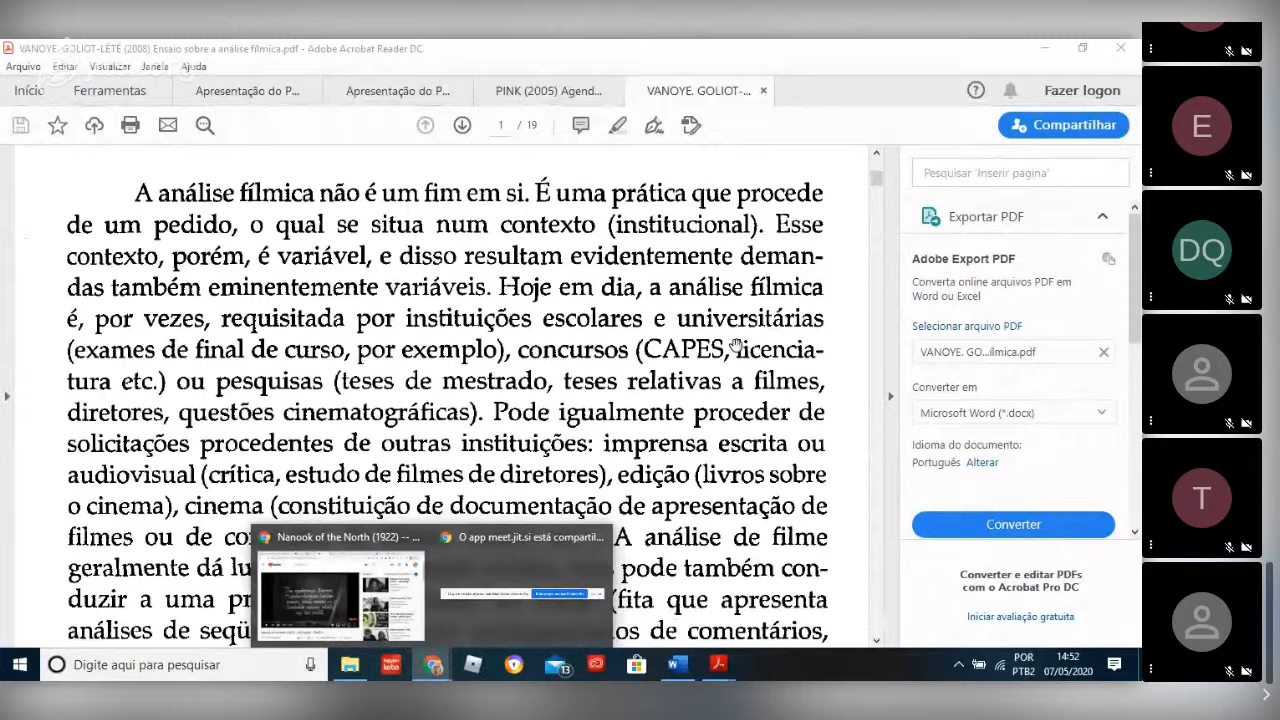 VANOYE. GOLIOT-LÉTÉ (2008) Ensaio sobre a análise fílmica.pdf - Adobe Acrobat Reader DC
Arquivo Editar Visualizar Janela Ajuda
Início Ferramentas Apresentação do P... Apresentação do P... PINK (2005) Agend... VANOYE. GOLIOT-... × Fazer logon
1 / 19 Compartilhar
A análise fílmica não é um fim em si. É uma prática que procede
de um pedido, o qual se situa num contexto (institucional). Esse
contexto, porém, é variável, e disso resultam evidentemente deman-
das também eminentemente variáveis. Hoje em dia, a análise fílmica
é, por vezes, requisitada por instituições escolares e universitárias
(exames de final de curso, por exemplo), concursos (CAPES, licencia-
tura etc.) ou pesquisas (teses de mestrado, teses relativas a filmes,
diretores, questões cinematográficas). Pode igualmente proceder de
solicitações procedentes de outras instituições: imprensa escrita ou
audiovisual (crítica, estudo de filmes de diretores), edição (livros sobre
o cinema), cinema (constituição de documentação de apresentação de
filmes ou de co A análise de filme
geralmente dá lu pode também con-
duzir a uma pr (fita que apresenta
análises de seqü os de comentários,
Nanook of the North (1922) -- ...
O app meet.jit.si está compartil...
Pesquisar 'Inserir página'
Exportar PDF
Adobe Export PDF
Converta online arquivos PDF em
Word ou Excel
Selecionar arquivo PDF
VANOYE. GO...ílmica.pdf
Converter em
Microsoft Word (*.docx)
Idioma do documento:
Português Alterar
Converter
Converter e editar PDFs
com o Acrobat Pro DC
Iniciar avaliação gratuita
E
DQ
T
Digite aqui para pesquisar
13
POR
PTB2
14:52
07/05/2020